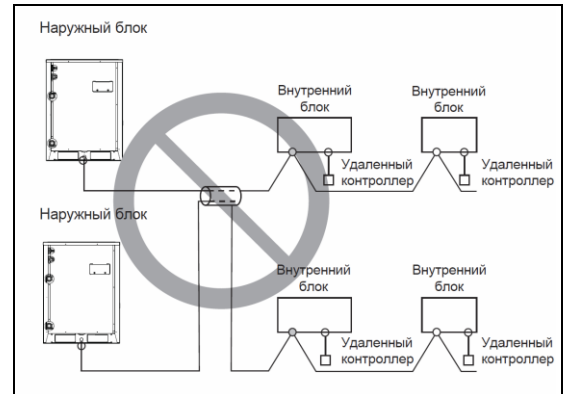 Наружный блок
Внутренний
блок
Внутренний
блок
Удаленный
контроллер
Удаленный
контроллер
Наружный блок
Внутренний
блок
Внутренний
блок
Удаленный
контроллер
Удаленный
контроллер